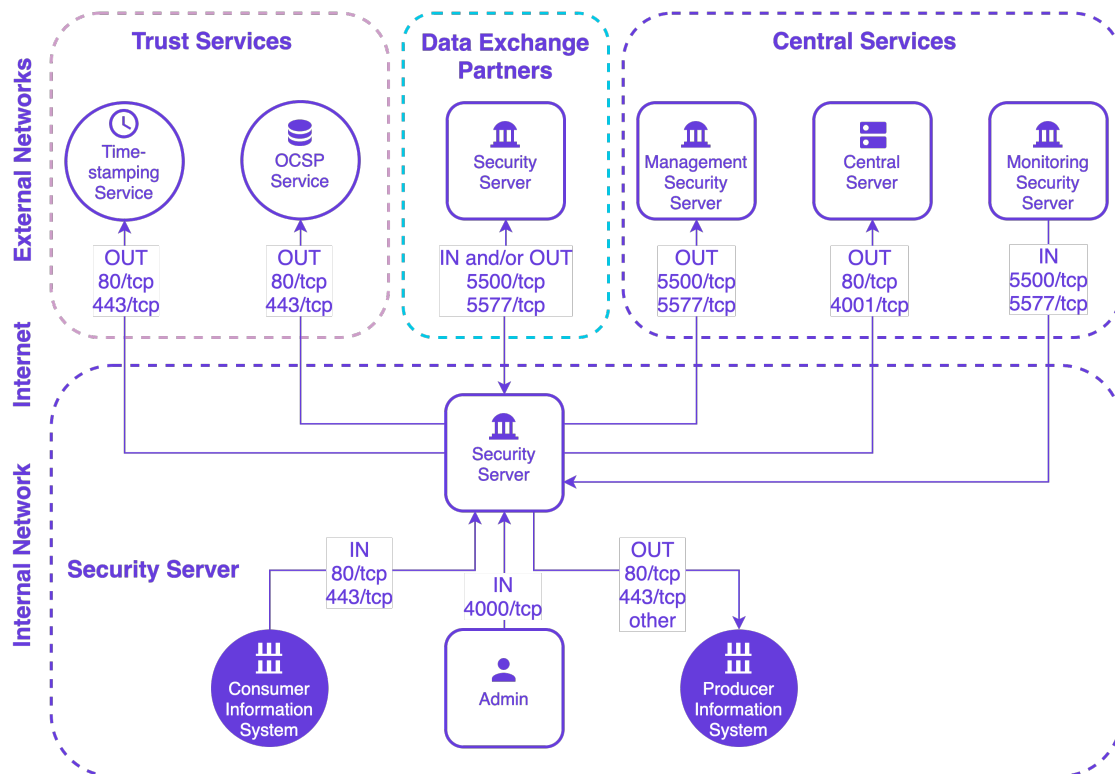 Trust Services
Data Exchange
Partners
Central Services
External Networks
Time-
stamping
Service
OCSP
Service
Security
Server
Management
Security
Server
Central
Server
Monitoring
Security
Server
OUT
80/tcp
443/tcp
OUT
80/tcp
443/tcp
IN and/or OUT
5500/tcp
5577/tcp
OUT
5500/tcp
5577/tcp
OUT
80/tcp
4001/tcp
IN
5500/tcp
5577/tcp
Internet
Internal Network
Security
Server
Security Server
IN
80/tcp
443/tcp
IN
4000/tcp
OUT
80/tcp
443/tcp
other
Consumer
Information
System
Admin
Producer
Information
System